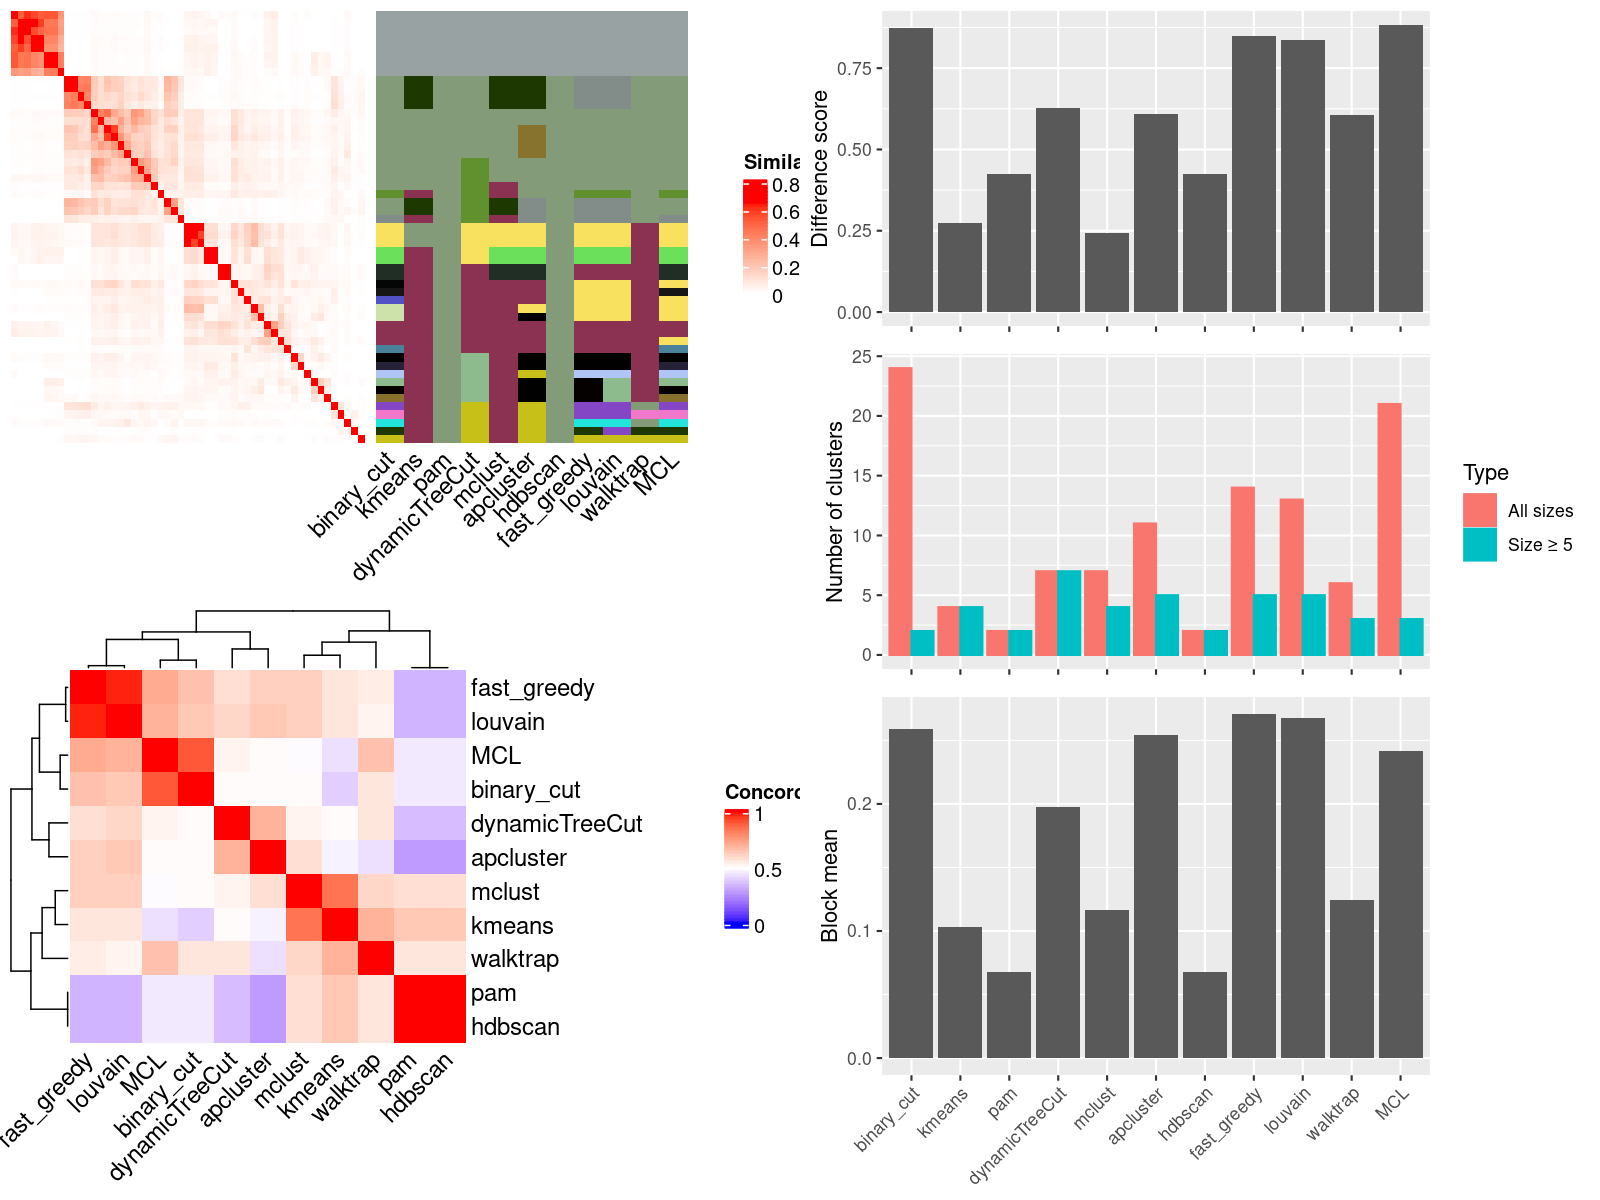 Simila
0.8
0.6
0.4
0.2
0
binary_cut
kmeans
pam
dynamicTreeCut
mclust
apcluster
hdbscan
fast_greedy
louvain
walktrap
MCL
Concord
1
0.5
0
fast_greedy
louvain
MCL
binary_cut
dynamicTreeCut
apcluster
mclust
kmeans
walktrap
pam
hdbscan
fast_greedy
louvain
MCL
binary_cut
dynamicTreeCut
apcluster
mclust
kmeans
walktrap
pam
hdbscan
Difference score
0.75
0.50
0.25
0.00
Number of clusters
25
20
15
10
5
0
Type
All sizes
Size ≥ 5
Block mean
0.2
0.1
0.0
binary_cut
kmeans
pam
dynamicTreeCut
mclust
apcluster
hdbscan
fast_greedy
louvain
walktrap
MCL